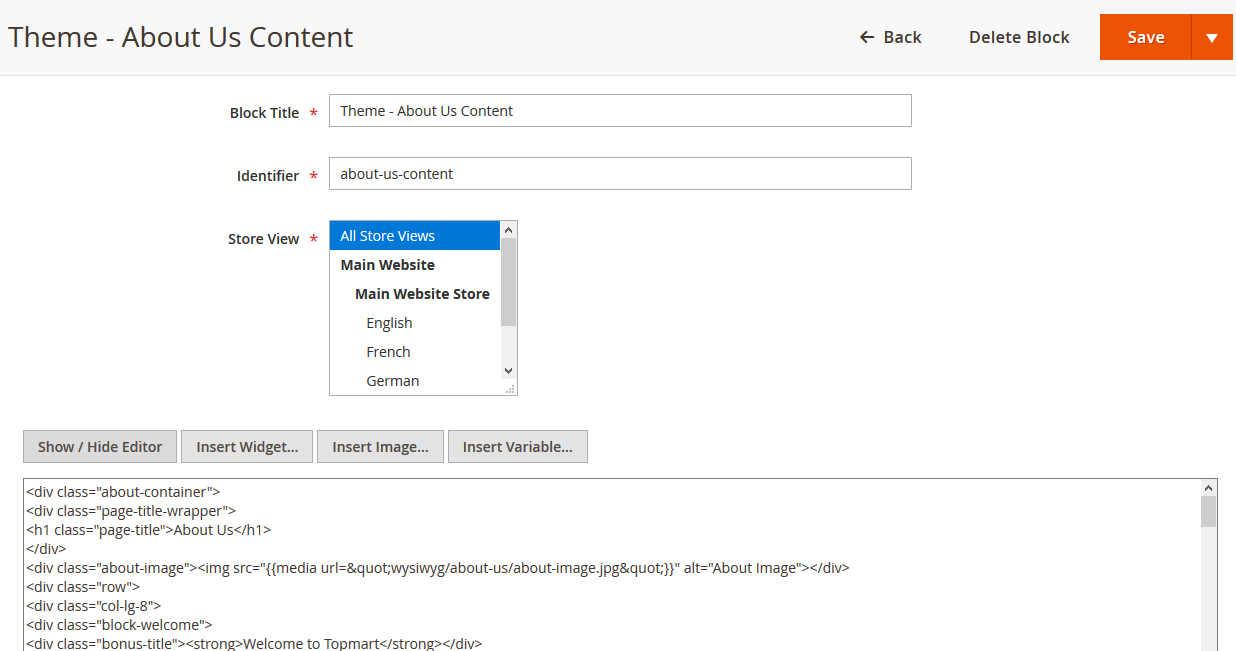 Theme - About Us Content
← Back
Delete Block
Save
Block Title *
Theme - About Us Content
Identifier *
about-us-content
Store View *
All Store Views
Main Website
Main Website Store
English
French
German
Show / Hide Editor
Insert Widget...
Insert Image...
Insert Variable...
<div class="about-container">
<div class="page-title-wrapper">
<h1 class="page-title">About Us</h1>
</div>
<div class="about-image"><img src="{{media url=&quot;wysiwyg/about-us/about-image.jpg&quot;}}" alt="About Image"></div>
<div class="row">
<div class="col-lg-8">
<div class="block-welcome">
<div class="bonus-title"><strong>Welcome to Topmart</strong></div>